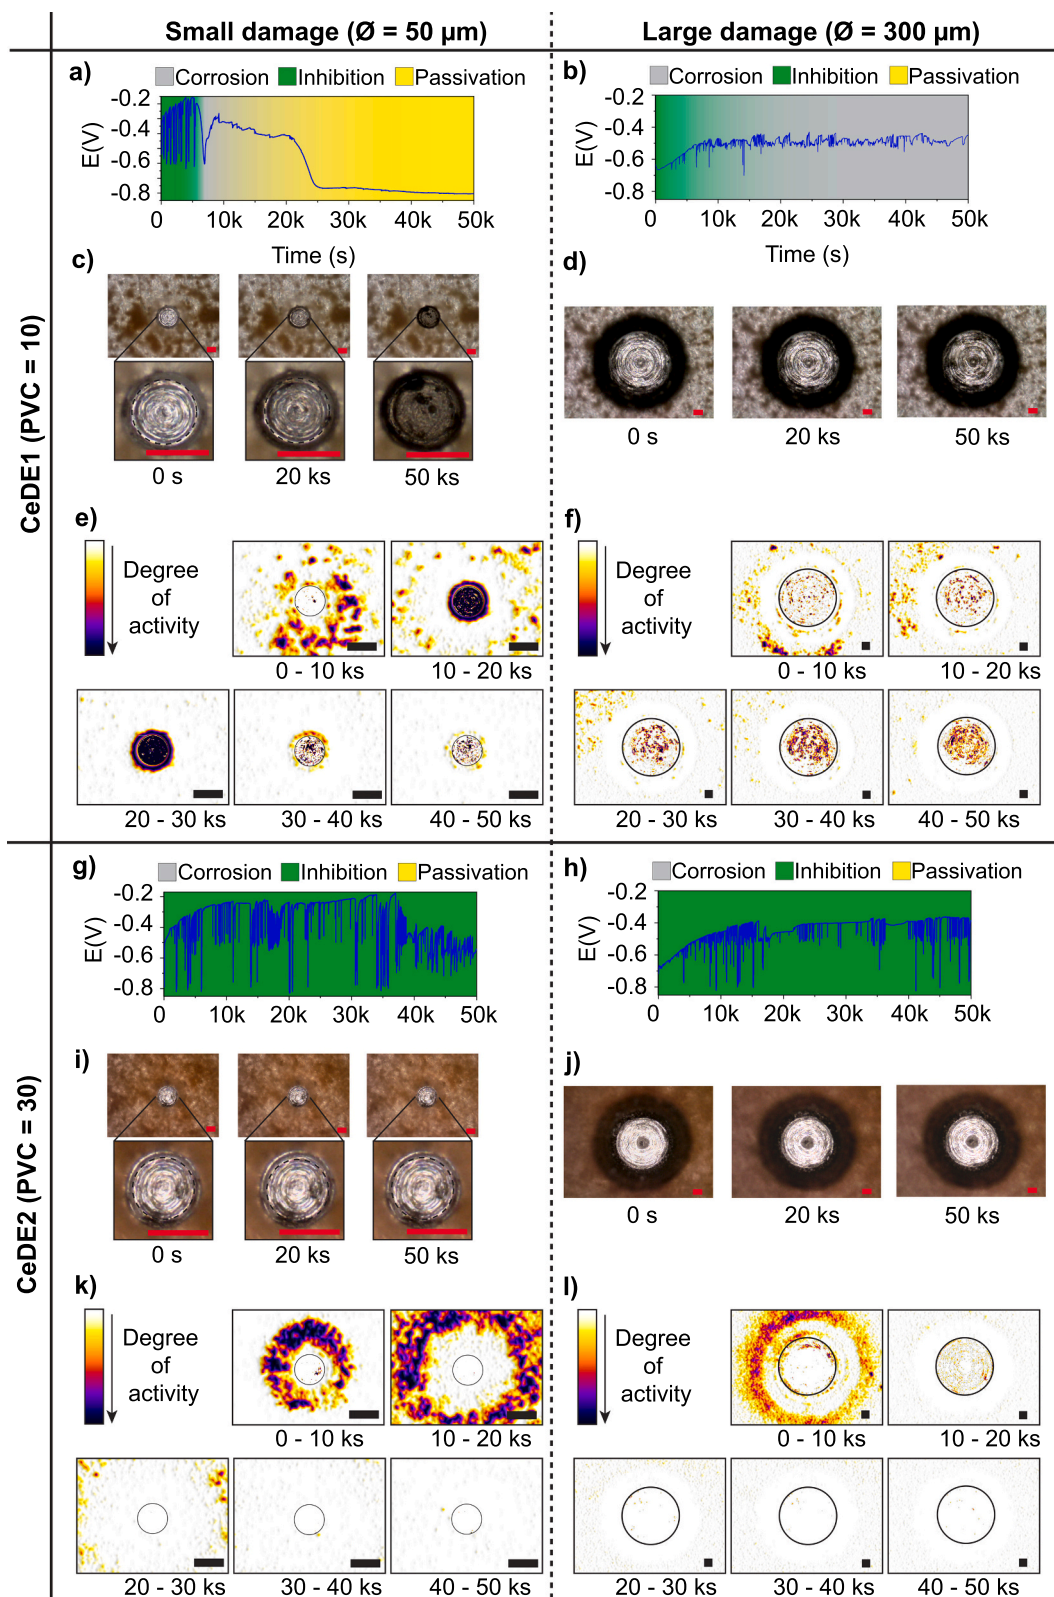 Small damage (Ø = 50 µm)
Large damage (Ø = 300 µm)
CeDE1 (PVC = 10)
a)
Corrosion Inhibition Passivation
E(V)
-0.2
-0.4
-0.6
-0.8
0 10k 20k 30k 40k 50k
Time (s)
b)
Corrosion Inhibition Passivation
E(V)
-0.2
-0.4
-0.6
-0.8
0 10k 20k 30k 40k 50k
Time (s)
c)
0 s 20 ks 50 ks
d)
0 s 20 ks 50 ks
e)
Degree
of
activity
0 - 10 ks 10 - 20 ks
20 - 30 ks 30 - 40 ks 40 - 50 ks
f)
Degree
of
activity
0 - 10 ks 10 - 20 ks
20 - 30 ks 30 - 40 ks 40 - 50 ks
CeDE2 (PVC = 30)
g)
Corrosion Inhibition Passivation
E(V)
-0.2
-0.4
-0.6
-0.8
0 10k 20k 30k 40k 50k
h)
Corrosion Inhibition Passivation
E(V)
-0.2
-0.4
-0.6
-0.8
0 10k 20k 30k 40k 50k
i)
0 s 20 ks 50 ks
j)
0 s 20 ks 50 ks
k)
Degree
of
activity
0 - 10 ks 10 - 20 ks
20 - 30 ks 30 - 40 ks 40 - 50 ks
l)
Degree
of
activity
0 - 10 ks 10 - 20 ks
20 - 30 ks 30 - 40 ks 40 - 50 ks